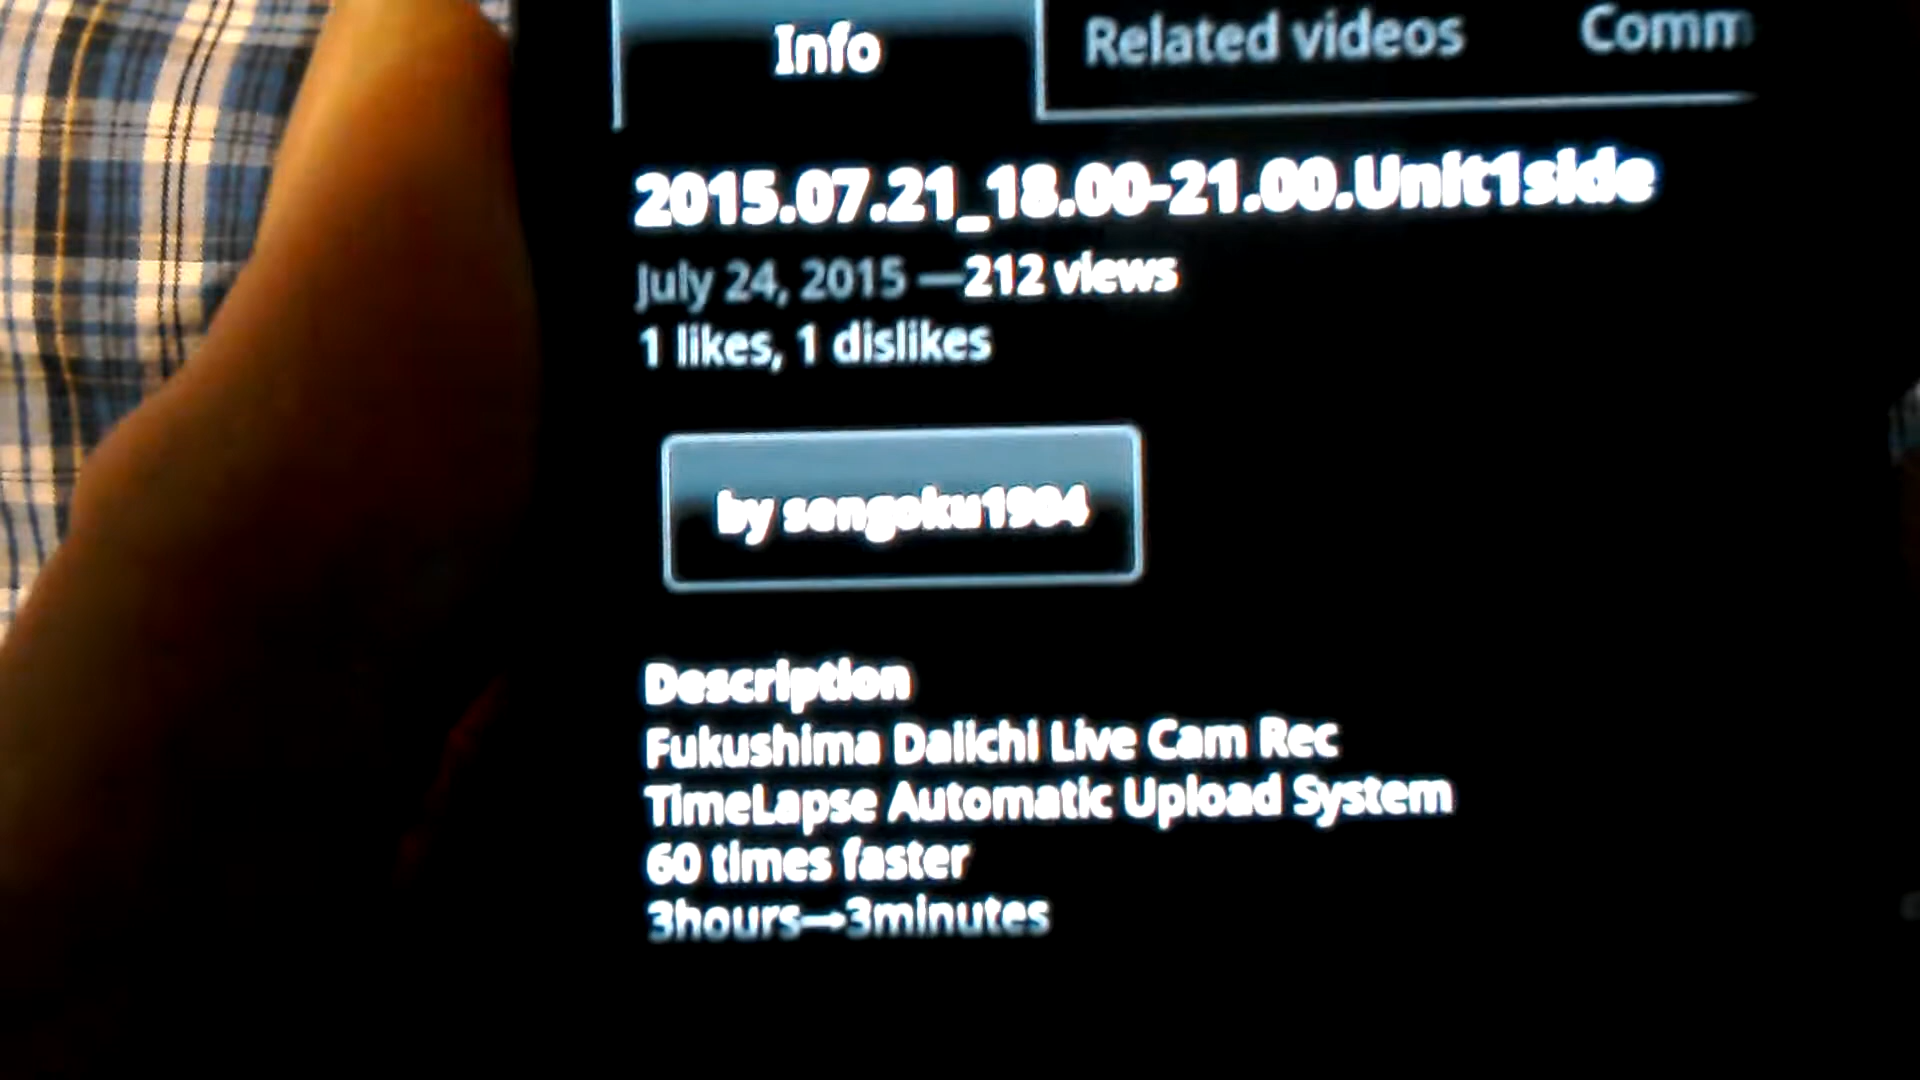 Info
Related videos
Comm
2015.07.21_18.00-21.00.Unit1side
July 24, 2015 —212 views
1 likes, 1 dislikes
by sengoku1984
Description
Fukushima Daiichi Live Cam Rec
TimeLapse Automatic Upload System
60 times faster
3hours→3minutes